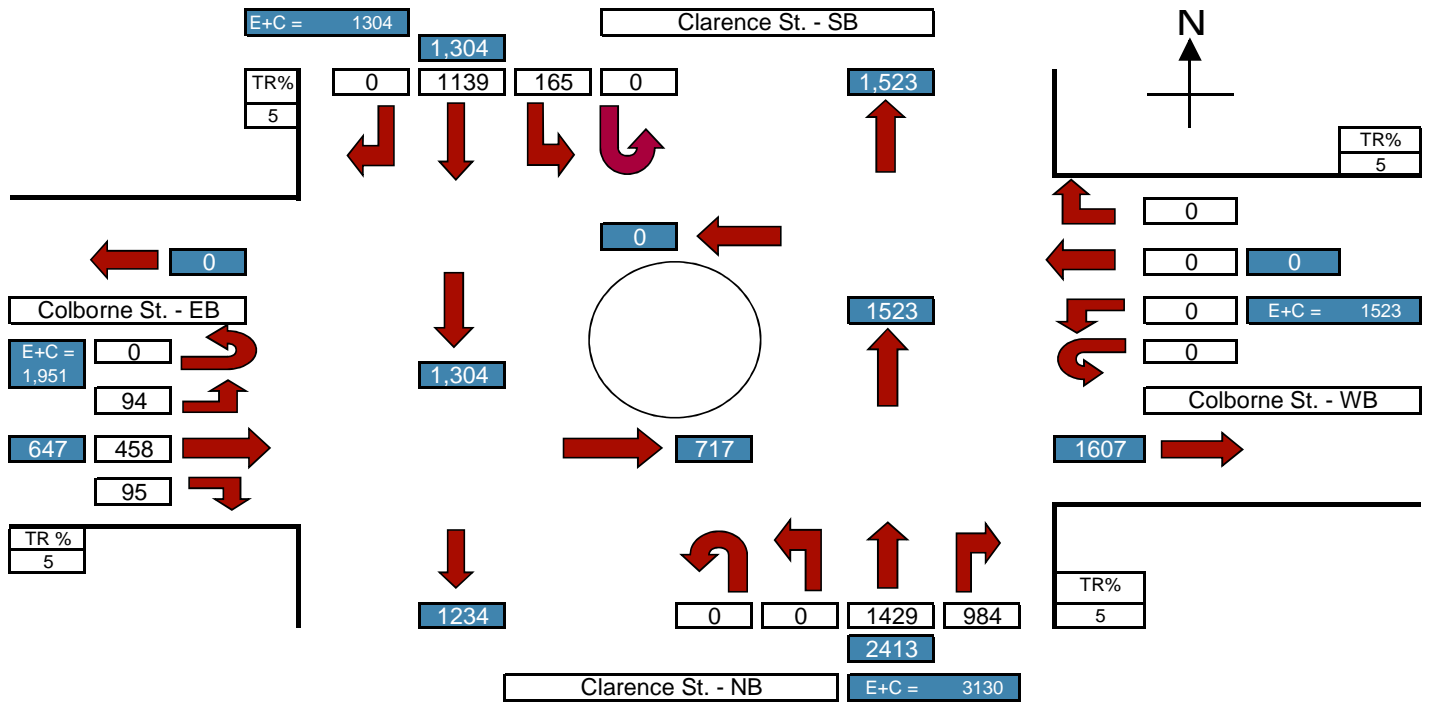 E+C = 1304
Clarence St. - SB
N
1,304
TR%
5
0 1139 165 0
1,523
TR%
5
0
0
0
0 0
Colborne St. - EB
1523
0 E+C = 1523
E+C =
1,951
0
0
1,304
94
Colborne St. - WB
647 458
717
1607
95
TR %
5
TR%
5
1234
0 0 1429 984
2413
Clarence St. - NB
E+C = 3130